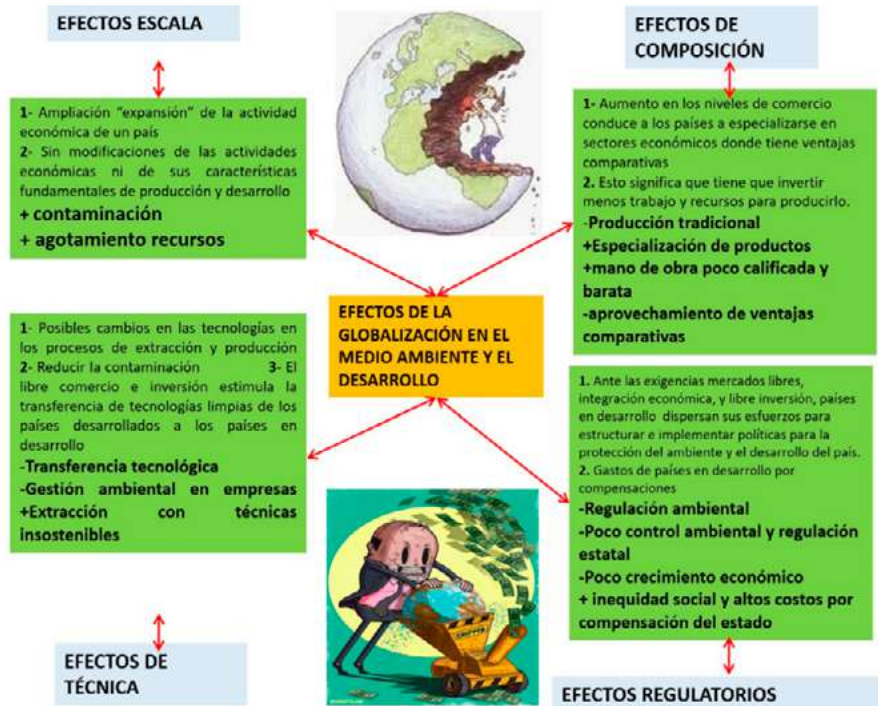 EFECTOS ESCALA
1- Ampliación "expansión" de la actividad
económica de un país
2- Sin modificaciones de las actividades
económicas ni de sus características
fundamentales de producción y desarrollo
+ contaminación
+ agotamiento recursos
EFECTOS DE
COMPOSICIÓN
1- Aumento en los niveles de comercio
conduce a los países a especializarse en
sectores económicos donde tiene ventajas
comparativas
2. Esto significa que tiene que invertir
menos trabajo y recursos para producirlo.
-Producción tradicional
+Especialización de productos
+mano de obra poco calificada y
barata
-aprovechamiento de ventajas
comparativas
EFECTOS DE LA
GLOBALIZACIÓN EN EL
MEDIO AMBIENTE Y EL
DESARROLLO
1- Posibles cambios en las tecnologías en
los procesos de extracción y producción
2- Reducir la contaminación 3- El
libre comercio e inversión estimula la
transferencia de tecnologías limpias de los
países desarrollados a los países en
desarrollo
-Transferencia tecnológica
-Gestión ambiental en empresas
+Extracción con técnicas
insostenibles
EFECTOS DE
TÉCNICA
1. Ante las exigencias mercados libres,
integración económica, y libre inversión, países
en desarrollo dispersan sus esfuerzos para
estructurar e implementar políticas para la
protección del ambiente y el desarrollo del país.
2. Gastos de países en desarrollo por
compensaciones
-Regulación ambiental
-Poco control ambiental y regulación
estatal
-Poco crecimiento económico
+ inequidad social y altos costos por
compensación del estado
EFECTOS REGULATORIOS